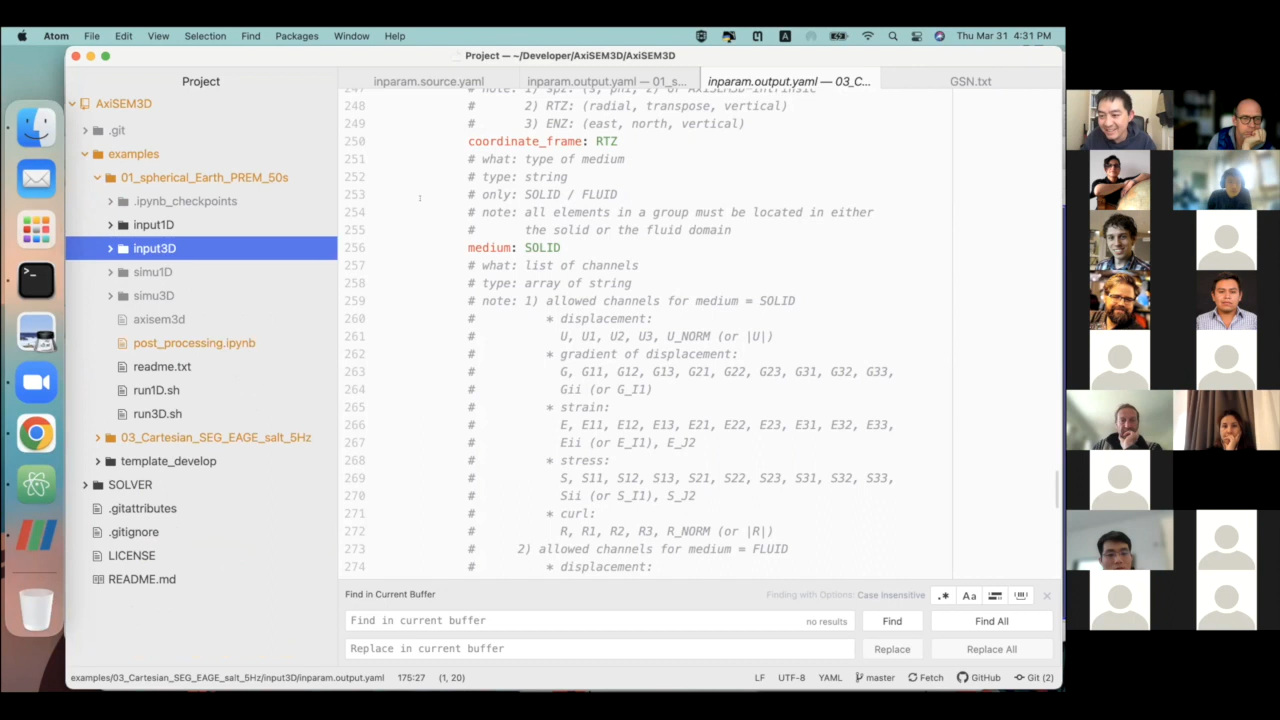 Atom File Edit View Selection Find Packages Window Help Thu Mar 31 4:31 PM
Project — ~/Developer/AxiSEM3D/AxiSEM3D
Project
inparam.source.yaml
inparam.output.yaml — 01_s...
inparam.output.yaml — 03_C...
GSN.txt
AxiSEM3D
.git
examples
01_spherical_Earth_PREM_50s
.ipynb_checkpoints
input1D
input3D
simu1D
simu3D
axisem3d
post_processing.ipynb
readme.txt
run1D.sh
run3D.sh
03_Cartesian_SEG_EAGE_salt_5Hz
template_develop
SOLVER
.gitattributes
.gitignore
LICENSE
README.md
248 # 2) RTZ: (radial, transpose, vertical)
249 # 3) ENZ: (east, north, vertical)
250 coordinate_frame: RTZ
251 # what: type of medium
252 # type: string
253 # only: SOLID / FLUID
254 # note: all elements in a group must be located in either
255 # the solid or the fluid domain
256 medium: SOLID
257 # what: list of channels
258 # type: array of string
259 # note: 1) allowed channels for medium = SOLID
260 # * displacement:
261 # U, U1, U2, U3, U_NORM (or |U|)
262 # * gradient of displacement:
263 # G, G11, G12, G13, G21, G22, G23, G31, G32, G33,
264 # Gii (or G_I1)
265 # * strain:
266 # E, E11, E12, E13, E21, E22, E23, E31, E32, E33,
267 # Eii (or E_I1), E_J2
268 # * stress:
269 # S, S11, S12, S13, S21, S22, S23, S31, S32, S33,
270 # Sii (or S_I1), S_J2
271 # * curl:
272 # R, R1, R2, R3, R_NORM (or |R|)
273 # 2) allowed channels for medium = FLUID
274 # * displacement:
Find in Current Buffer Finding with Options: Case Insensitive .* Aa
Find in current buffer no results Find Find All
Replace in current buffer Replace Replace All
examples/03_Cartesian_SEG_EAGE_salt_5Hz/input3D/inparam.output.yaml 175:27 (1, 20) LF UTF-8 YAML master Fetch GitHub Git (2)